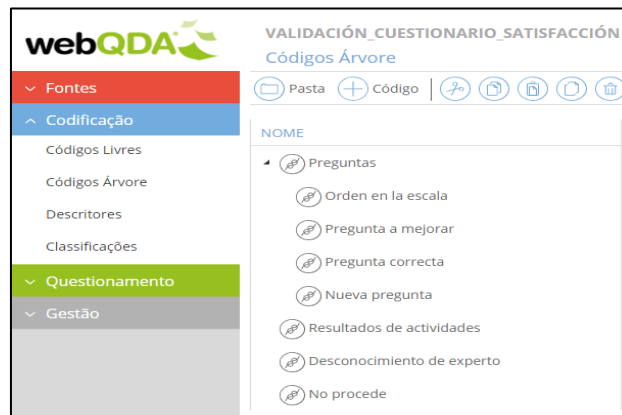 webQDA
VALIDACIÓN_CUESTIONARIO_SATISFACCIÓN
Códigos Árvore
Fontes
Pasta
Código
Codificação
NOME
Códigos Livres
Preguntas
Códigos Árvore
Orden en la escala
Descritores
Pregunta a mejorar
Classificações
Pregunta correcta
Questionamento
Nueva pregunta
Gestão
Resultados de actividades
Desconocimiento de experto
No procede